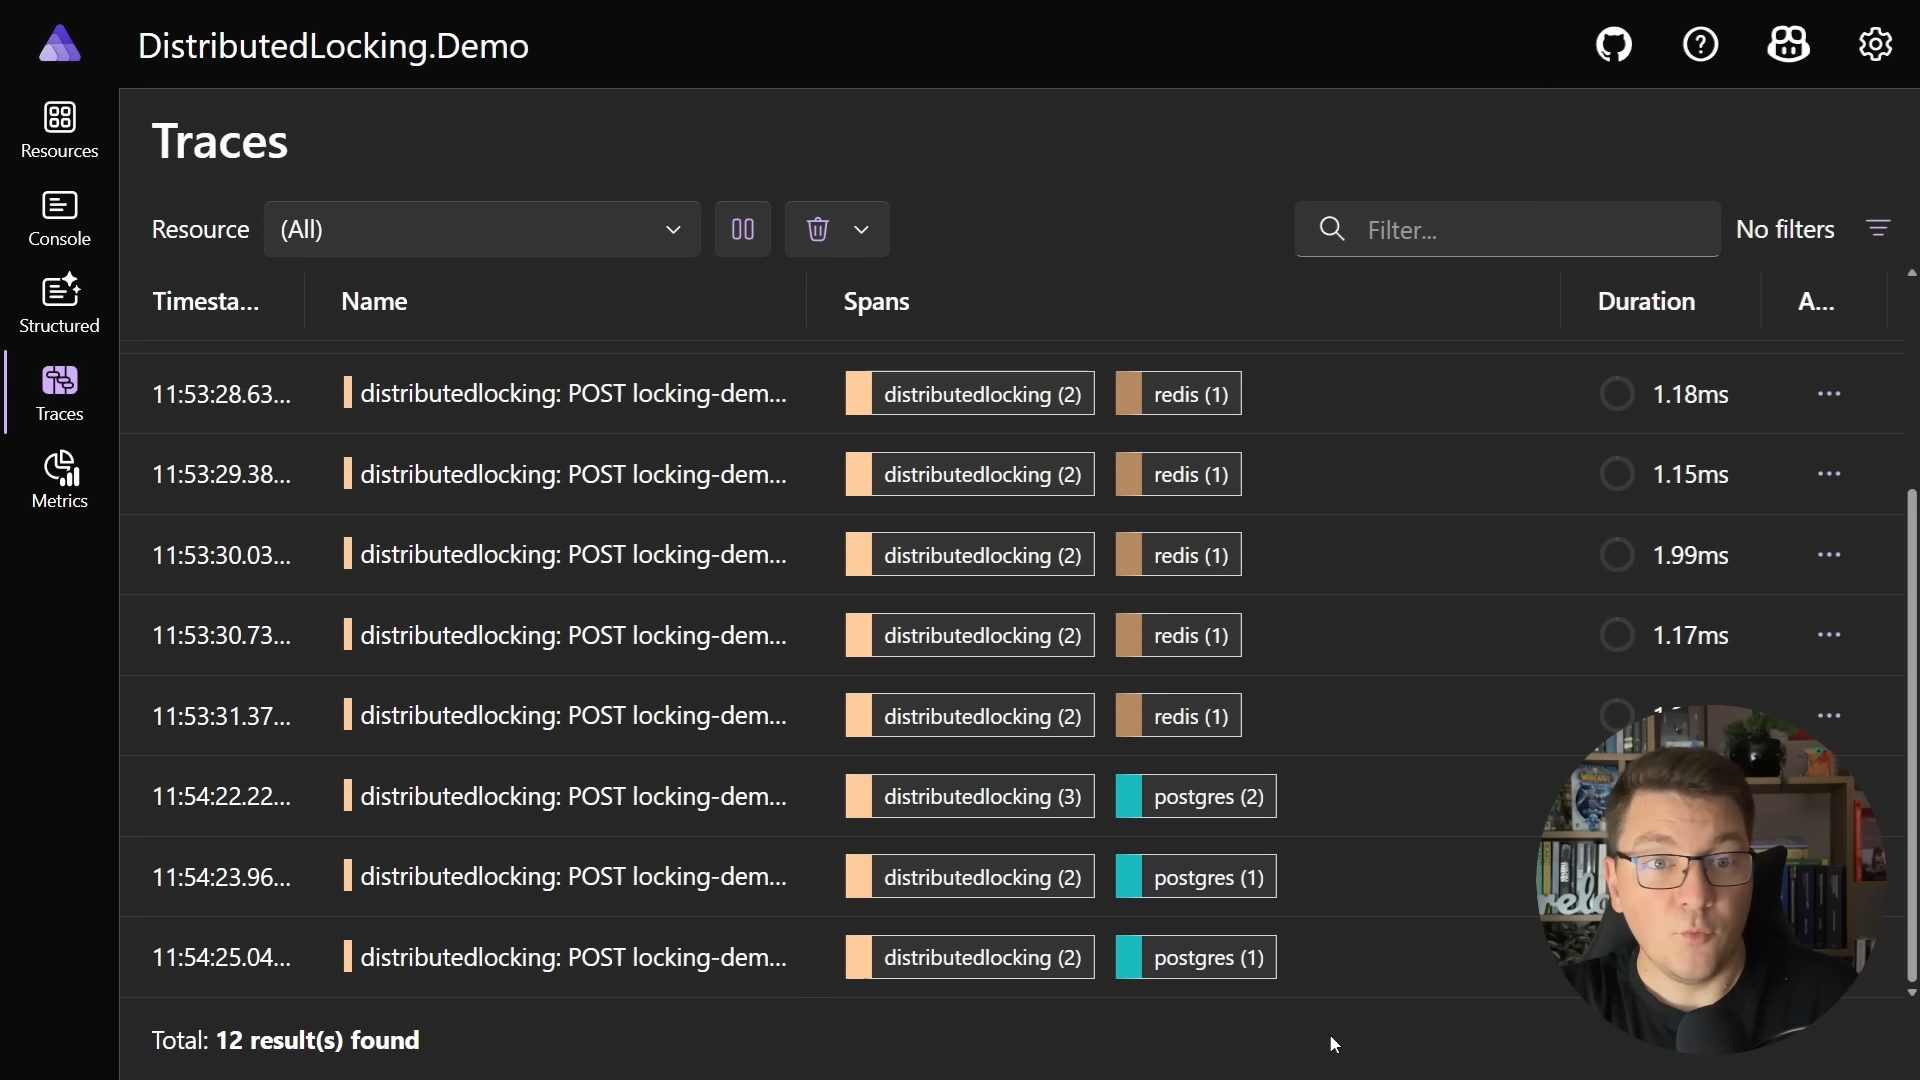 DistributedLocking.Demo
Resources
Console
Structured
Traces
Metrics
Traces
Resource (All) Filter... No filters
Timesta... Name Spans Duration A...
11:53:28.63... distributedlocking: POST locking-dem... distributedlocking (2) redis (1) 1.18ms
11:53:29.38... distributedlocking: POST locking-dem... distributedlocking (2) redis (1) 1.15ms
11:53:30.03... distributedlocking: POST locking-dem... distributedlocking (2) redis (1) 1.99ms
11:53:30.73... distributedlocking: POST locking-dem... distributedlocking (2) redis (1) 1.17ms
11:53:31.37... distributedlocking: POST locking-dem... distributedlocking (2) redis (1)
11:54:22.22... distributedlocking: POST locking-dem... distributedlocking (3) postgres (2)
11:54:23.96... distributedlocking: POST locking-dem... distributedlocking (2) postgres (1)
11:54:25.04... distributedlocking: POST locking-dem... distributedlocking (2) postgres (1)
Total: 12 result(s) found